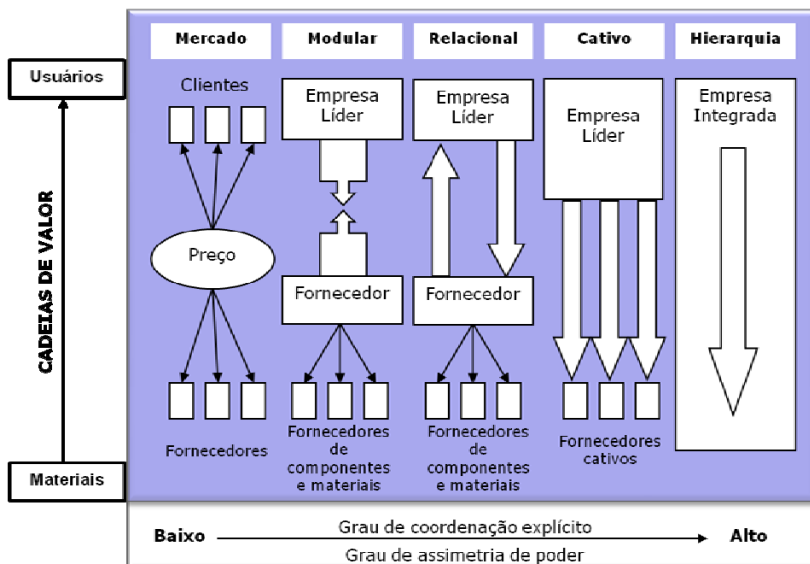 Mercado
Modular
Relacional
Cativo
Hierarquia
Usuários
CADEIAS DE VALOR
Materiais
Clientes
Preço
Fornecedores
Empresa
Líder
Fornecedor
Fornecedores
de
componentes
e materiais
Empresa
Líder
Fornecedor
Fornecedores
de
componentes
e materiais
Empresa
Líder
Fornecedores
cativos
Empresa
Integrada
Baixo
Grau de coordenação explícito
Alto
Grau de assimetria de poder